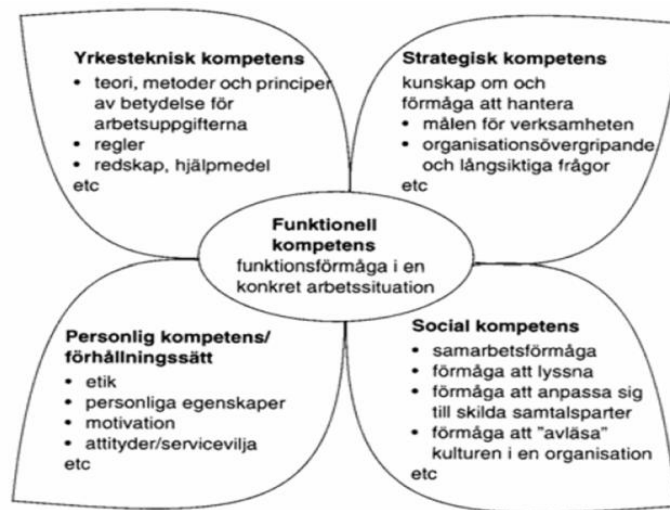 Yrkesteknisk kompetens
• teori, metoder och principer
av betydelse för
arbetsuppgifterna
• regler
• redskap, hjälpmedel
etc
Strategisk kompetens
kunskap om och
förmåga att hantera
• målen för verksamheten
• organisationsövergripande
och långsiktiga frågor
etc
Funktionell
kompetens
funktionsförmåga i en
konkret arbetssituation
Personlig kompetens/
förhållningssätt
• etik
• personliga egenskaper
• motivation
• attityder/servicevilja
etc
Social kompetens
• samarbetsförmåga
• förmåga att lyssna
• förmåga att anpassa sig
till skilda samtalsparter
• förmåga att "avläsa"
kulturen i en organisation
etc